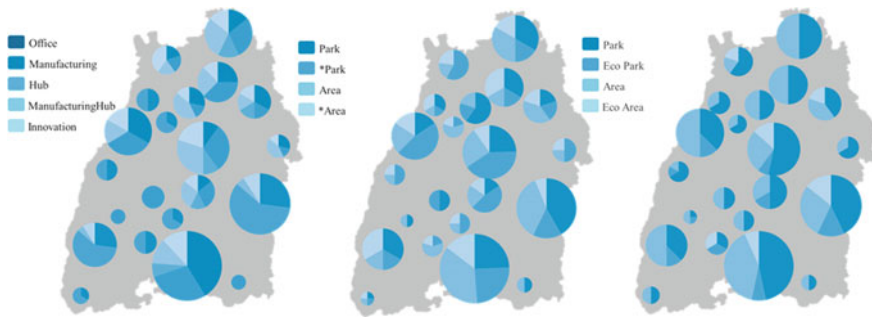 Office
Manufacturing
Hub
ManufacturingHub
Innovation
Park
*Park
Area
*Area
Park
Eco Park
Area
Eco Area